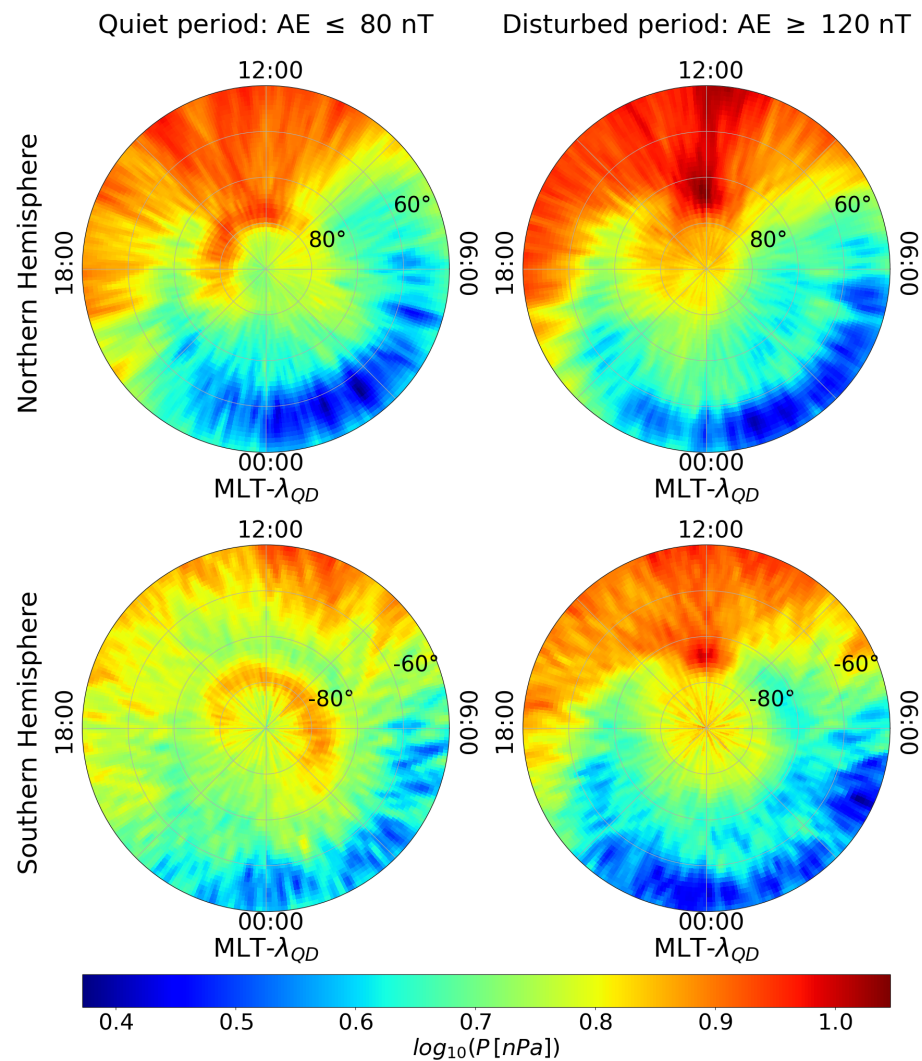 Quiet period: AE ≤ 80 nT
Disturbed period: AE ≥ 120 nT
Northern Hemisphere
12:00
60°
80°
18:00
06:00
00:00
MLT-λQD
12:00
60°
80°
18:00
06:00
00:00
MLT-λQD
Southern Hemisphere
12:00
-60°
-80°
18:00
06:00
00:00
MLT-λQD
12:00
-60°
-80°
18:00
06:00
00:00
MLT-λQD
0.4 0.5 0.6 0.7 0.8 0.9 1.0
log10(P [nPa])